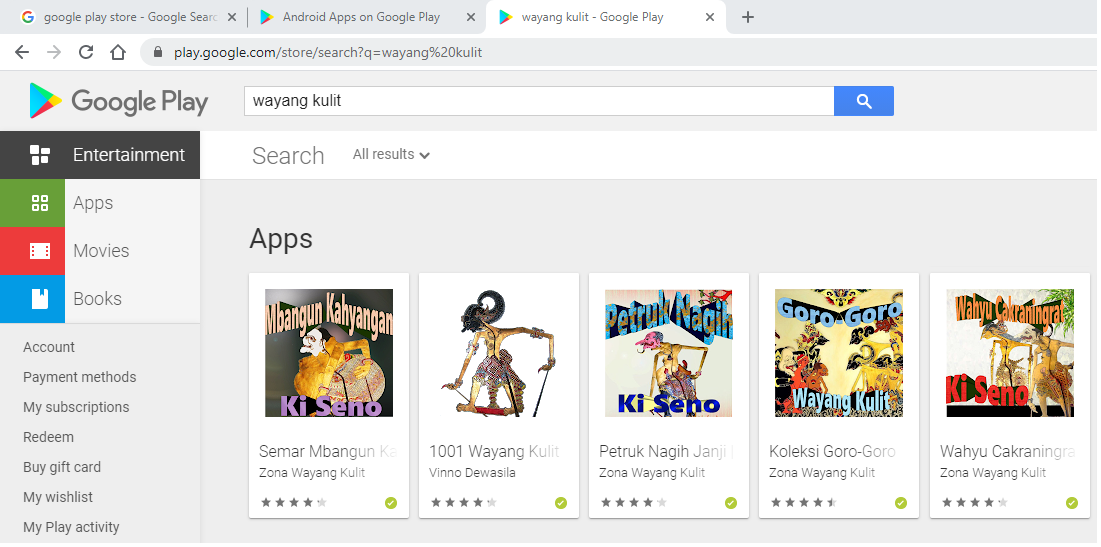 google play store - Google Searc
Android Apps on Google Play
wayang kulit - Google Play
play.google.com/store/search?q=wayang%20kulit
Google Play
wayang kulit
Entertainment
Search
All results
Apps
Movies
Books
Account
Payment methods
My subscriptions
Redeem
Buy gift card
My wishlist
My Play activity
Apps
Mbangun Kahyangan
Ki Seno
Semar Mbangun Ka
Zona Wayang Kulit
1001 Wayang Kulit
Vinno Dewasila
Petruk Nagih
Ki Seno
Petruk Nagih Janji
Zona Wayang Kulit
Goro-Goro
Wayang Kulit
Koleksi Goro-Goro
Zona Wayang Kulit
Wahyu Cakraningrat
Ki Seno
Wahyu Cakraningra
Zona Wayang Kulit